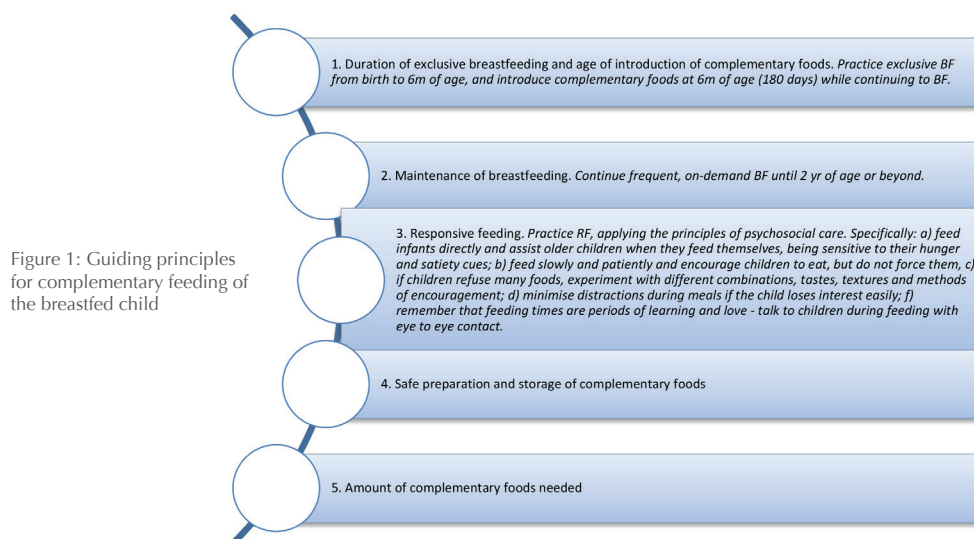 Figure 1: Guiding principles
for complementary feeding of
the breastfed child
1. Duration of exclusive breastfeeding and age of introduction of complementary foods. Practice exclusive BF
from birth to 6m of age, and introduce complementary foods at 6m of age (180 days) while continuing to BF.
2. Maintenance of breastfeeding. Continue frequent, on-demand BF until 2 yr of age or beyond.
3. Responsive feeding. Practice RF, applying the principles of psychosocial care. Specifically: a) feed
infants directly and assist older children when they feed themselves, being sensitive to their hunger
and satiety cues; b) feed slowly and patiently and encourage children to eat, but do not force them, c)
if children refuse many foods, experiment with different combinations, tastes, textures and methods
of encouragement; d) minimise distractions during meals if the child loses interest easily; f)
remember that feeding times are periods of learning and love - talk to children during feeding with
eye to eye contact.
4. Safe preparation and storage of complementary foods
5. Amount of complementary foods needed